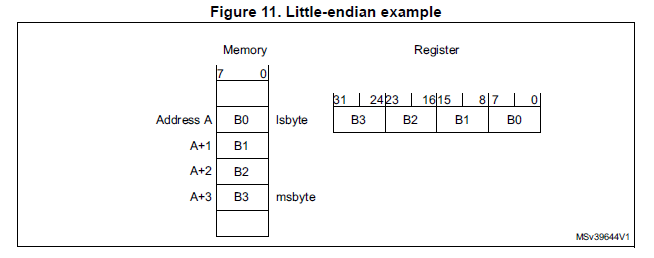 Figure 11. Little-endian example
Memory
Register
7 0
31 24 23 16 15 8 7 0
Address A B0 lsbyte B3 B2 B1 B0
A+1 B1
A+2 B2
A+3 B3 msbyte
MSv39644V1